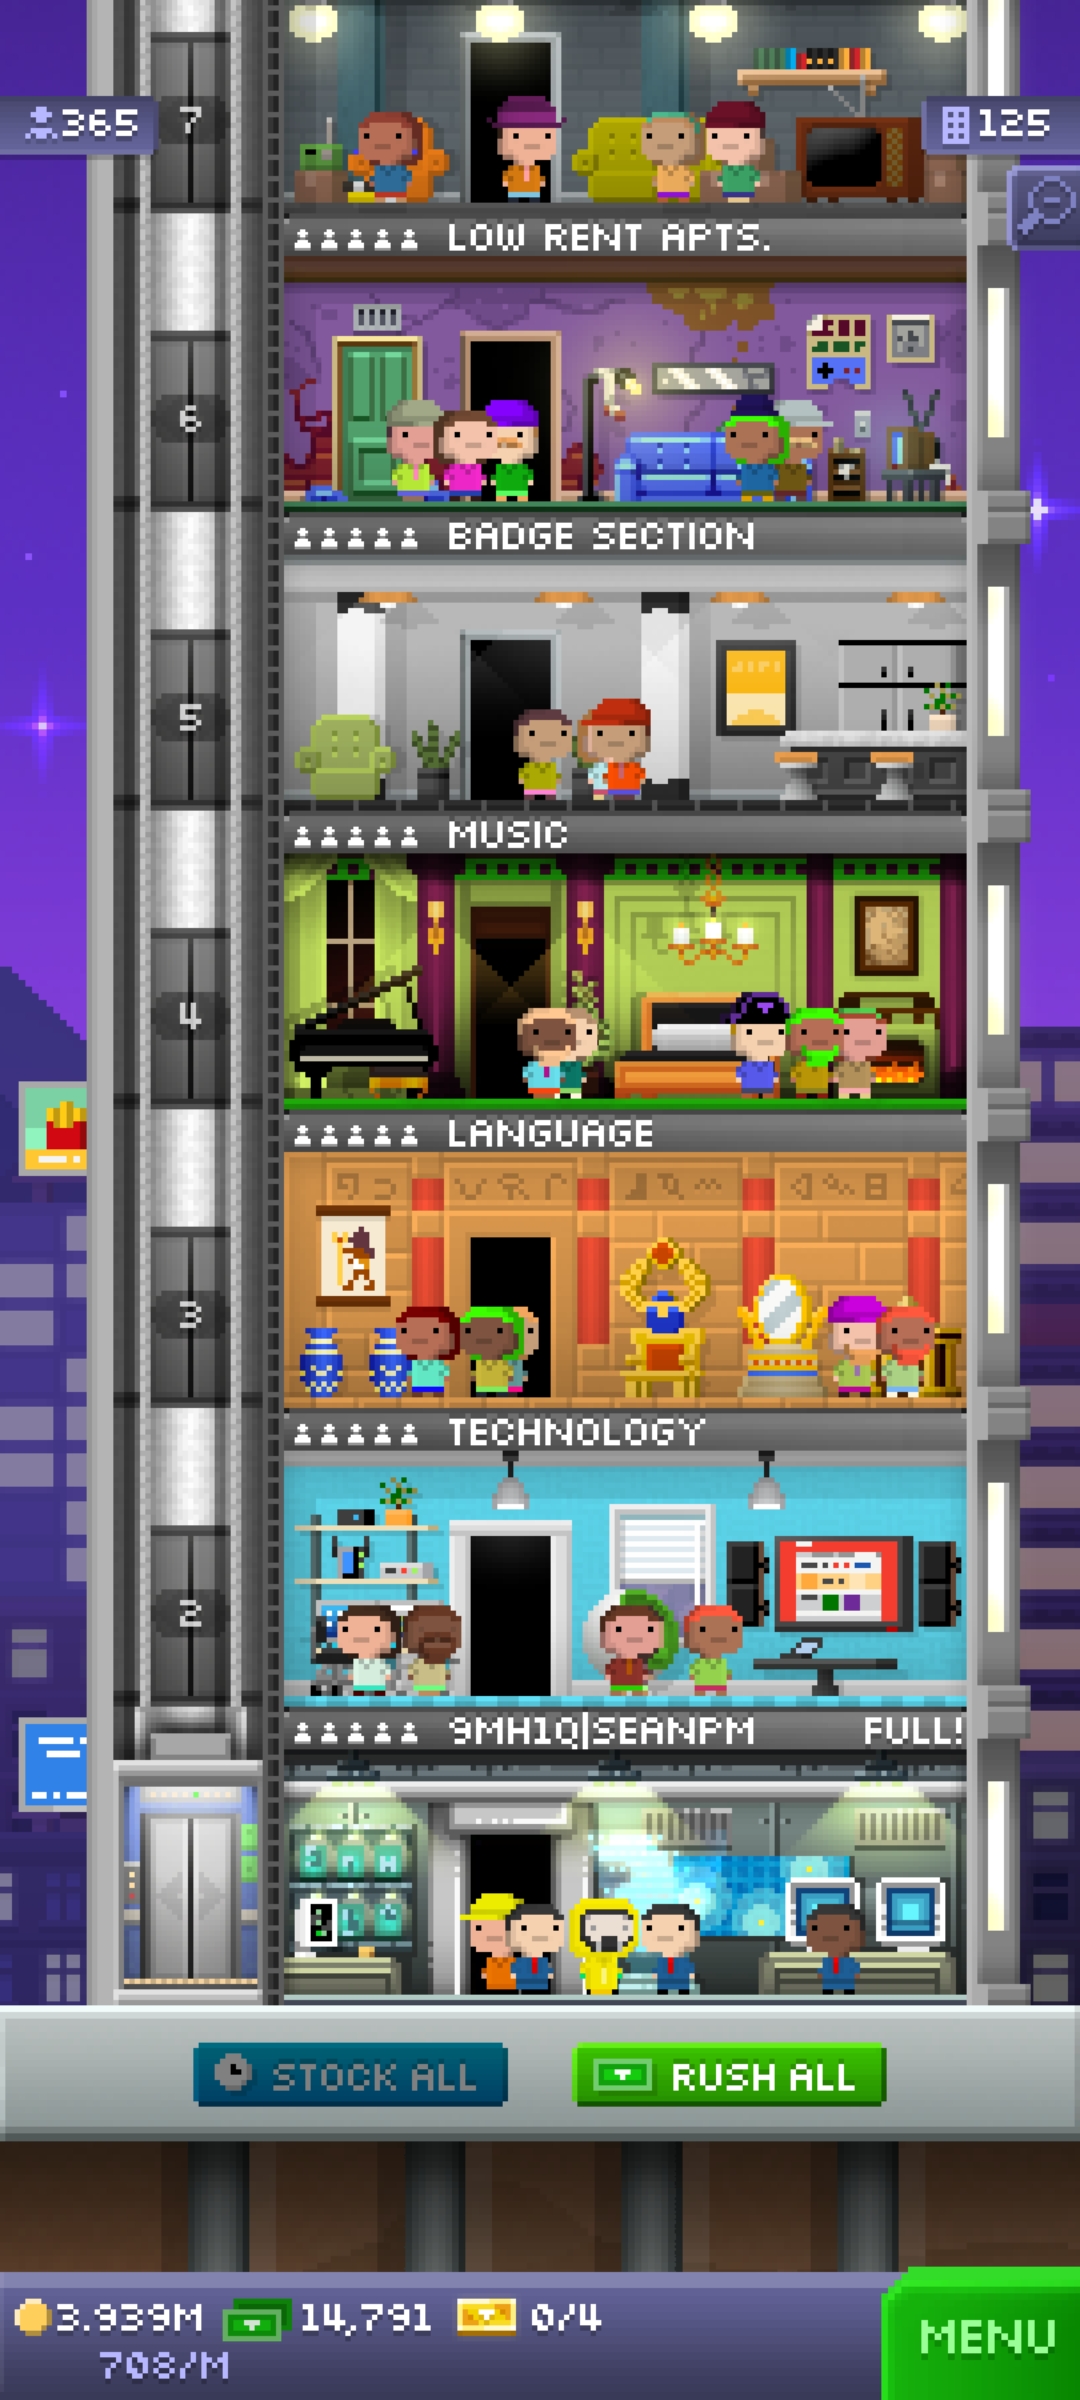 365
7
125
LOW RENT APTS.
6
BADGE SECTION
5
MUSIC
4
LANGUAGE
3
TECHNOLOGY
2
9MH1Q|SEANPM FULL!
STOCK ALL
RUSH ALL
3.939M 14,791 0/4
708/M
MENU